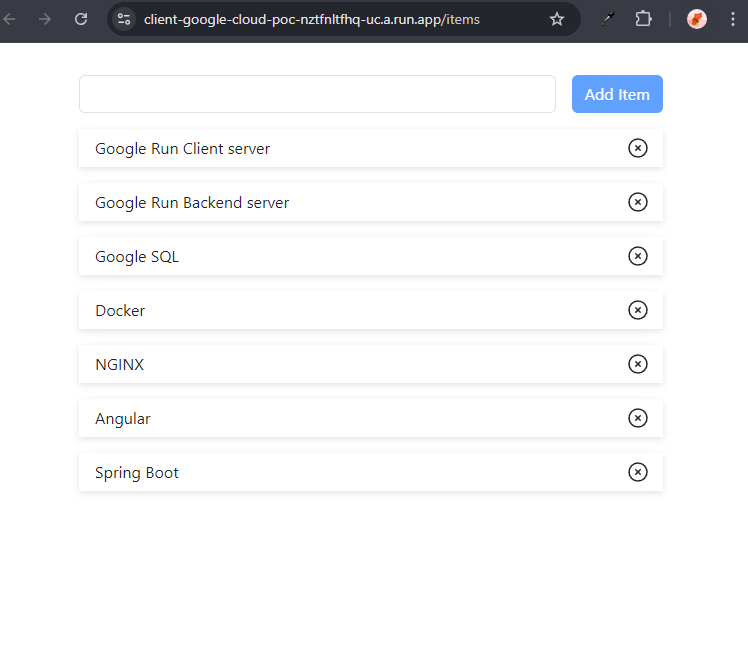 client-google-cloud-poc-nztfnltfhq-uc.a.run.app/items
Add Item
Google Run Client server
Google Run Backend server
Google SQL
Docker
NGINX
Angular
Spring Boot